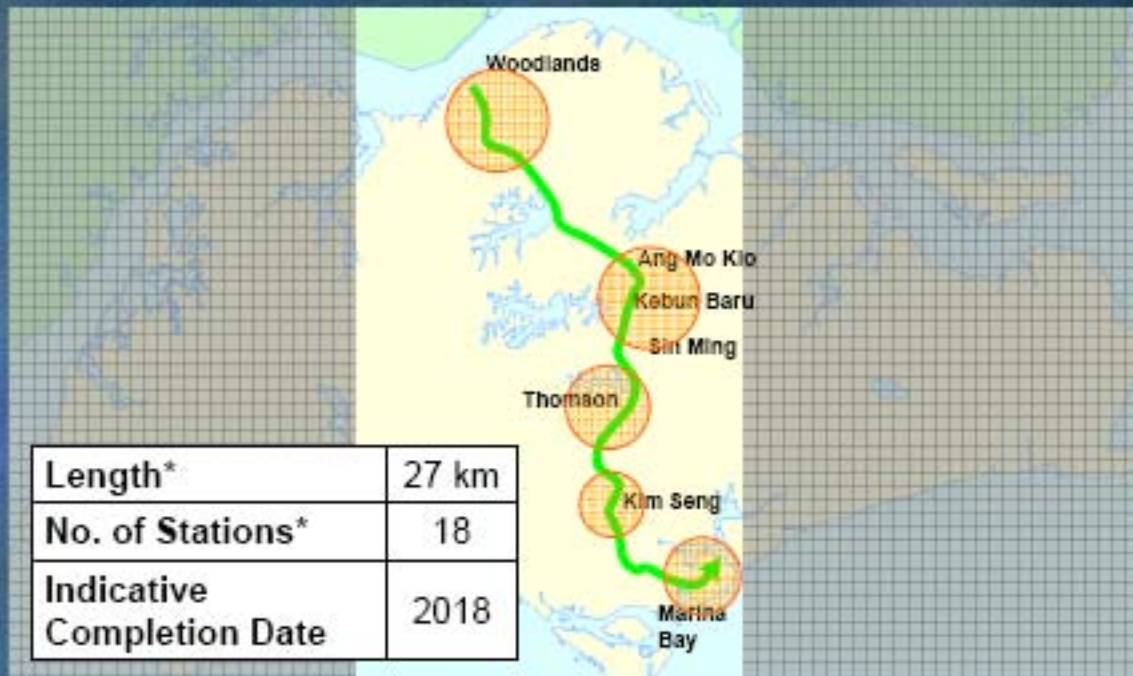 Woodlands
Ang Mo Kio
Kebun Baru
Sin Ming
Thomson
Kim Seng
Marina
Bay
Length* 27 km
No. of Stations* 18
Indicative
Completion Date 2018